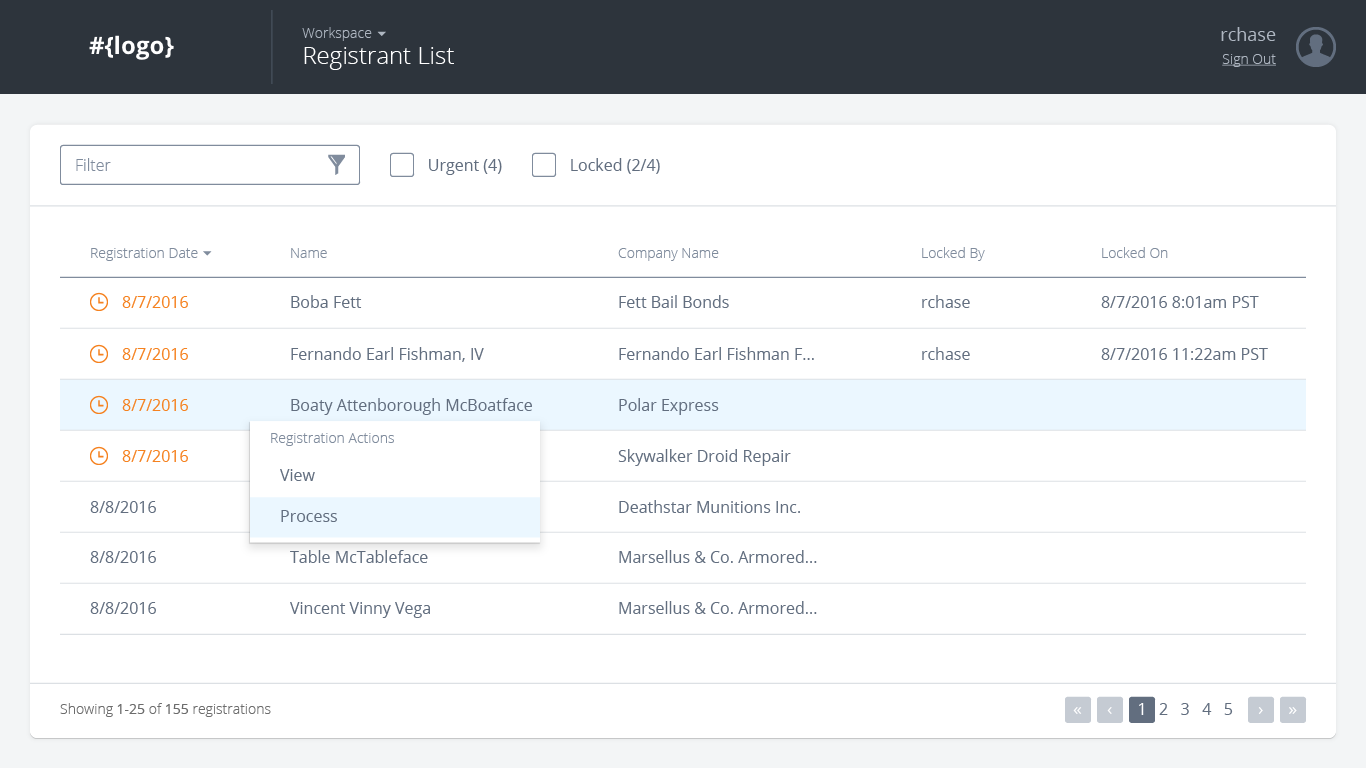 #{logo}
Workspace
Registrant List
rchase
Sign Out
Filter
Urgent (4)
Locked (2/4)
Registration Date Name Company Name Locked By Locked On
8/7/2016 Boba Fett Fett Bail Bonds rchase 8/7/2016 8:01am PST
8/7/2016 Fernando Earl Fishman, IV Fernando Earl Fishman F... rchase 8/7/2016 11:22am PST
8/7/2016 Boaty Attenborough McBoatface Polar Express
Registration Actions
View
Process
8/7/2016 Skywalker Droid Repair
8/8/2016 Deathstar Munitions Inc.
8/8/2016 Table McTableface Marsellus & Co. Armored...
8/8/2016 Vincent Vinny Vega Marsellus & Co. Armored...
Showing 1-25 of 155 registrations
« ‹ 1 2 3 4 5 › »